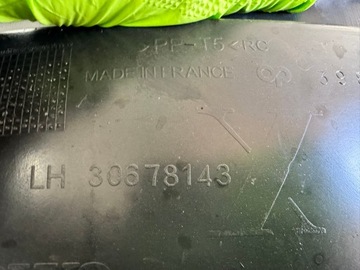 >PP-T5<RC
MADE IN FRANCE
LH 30678143